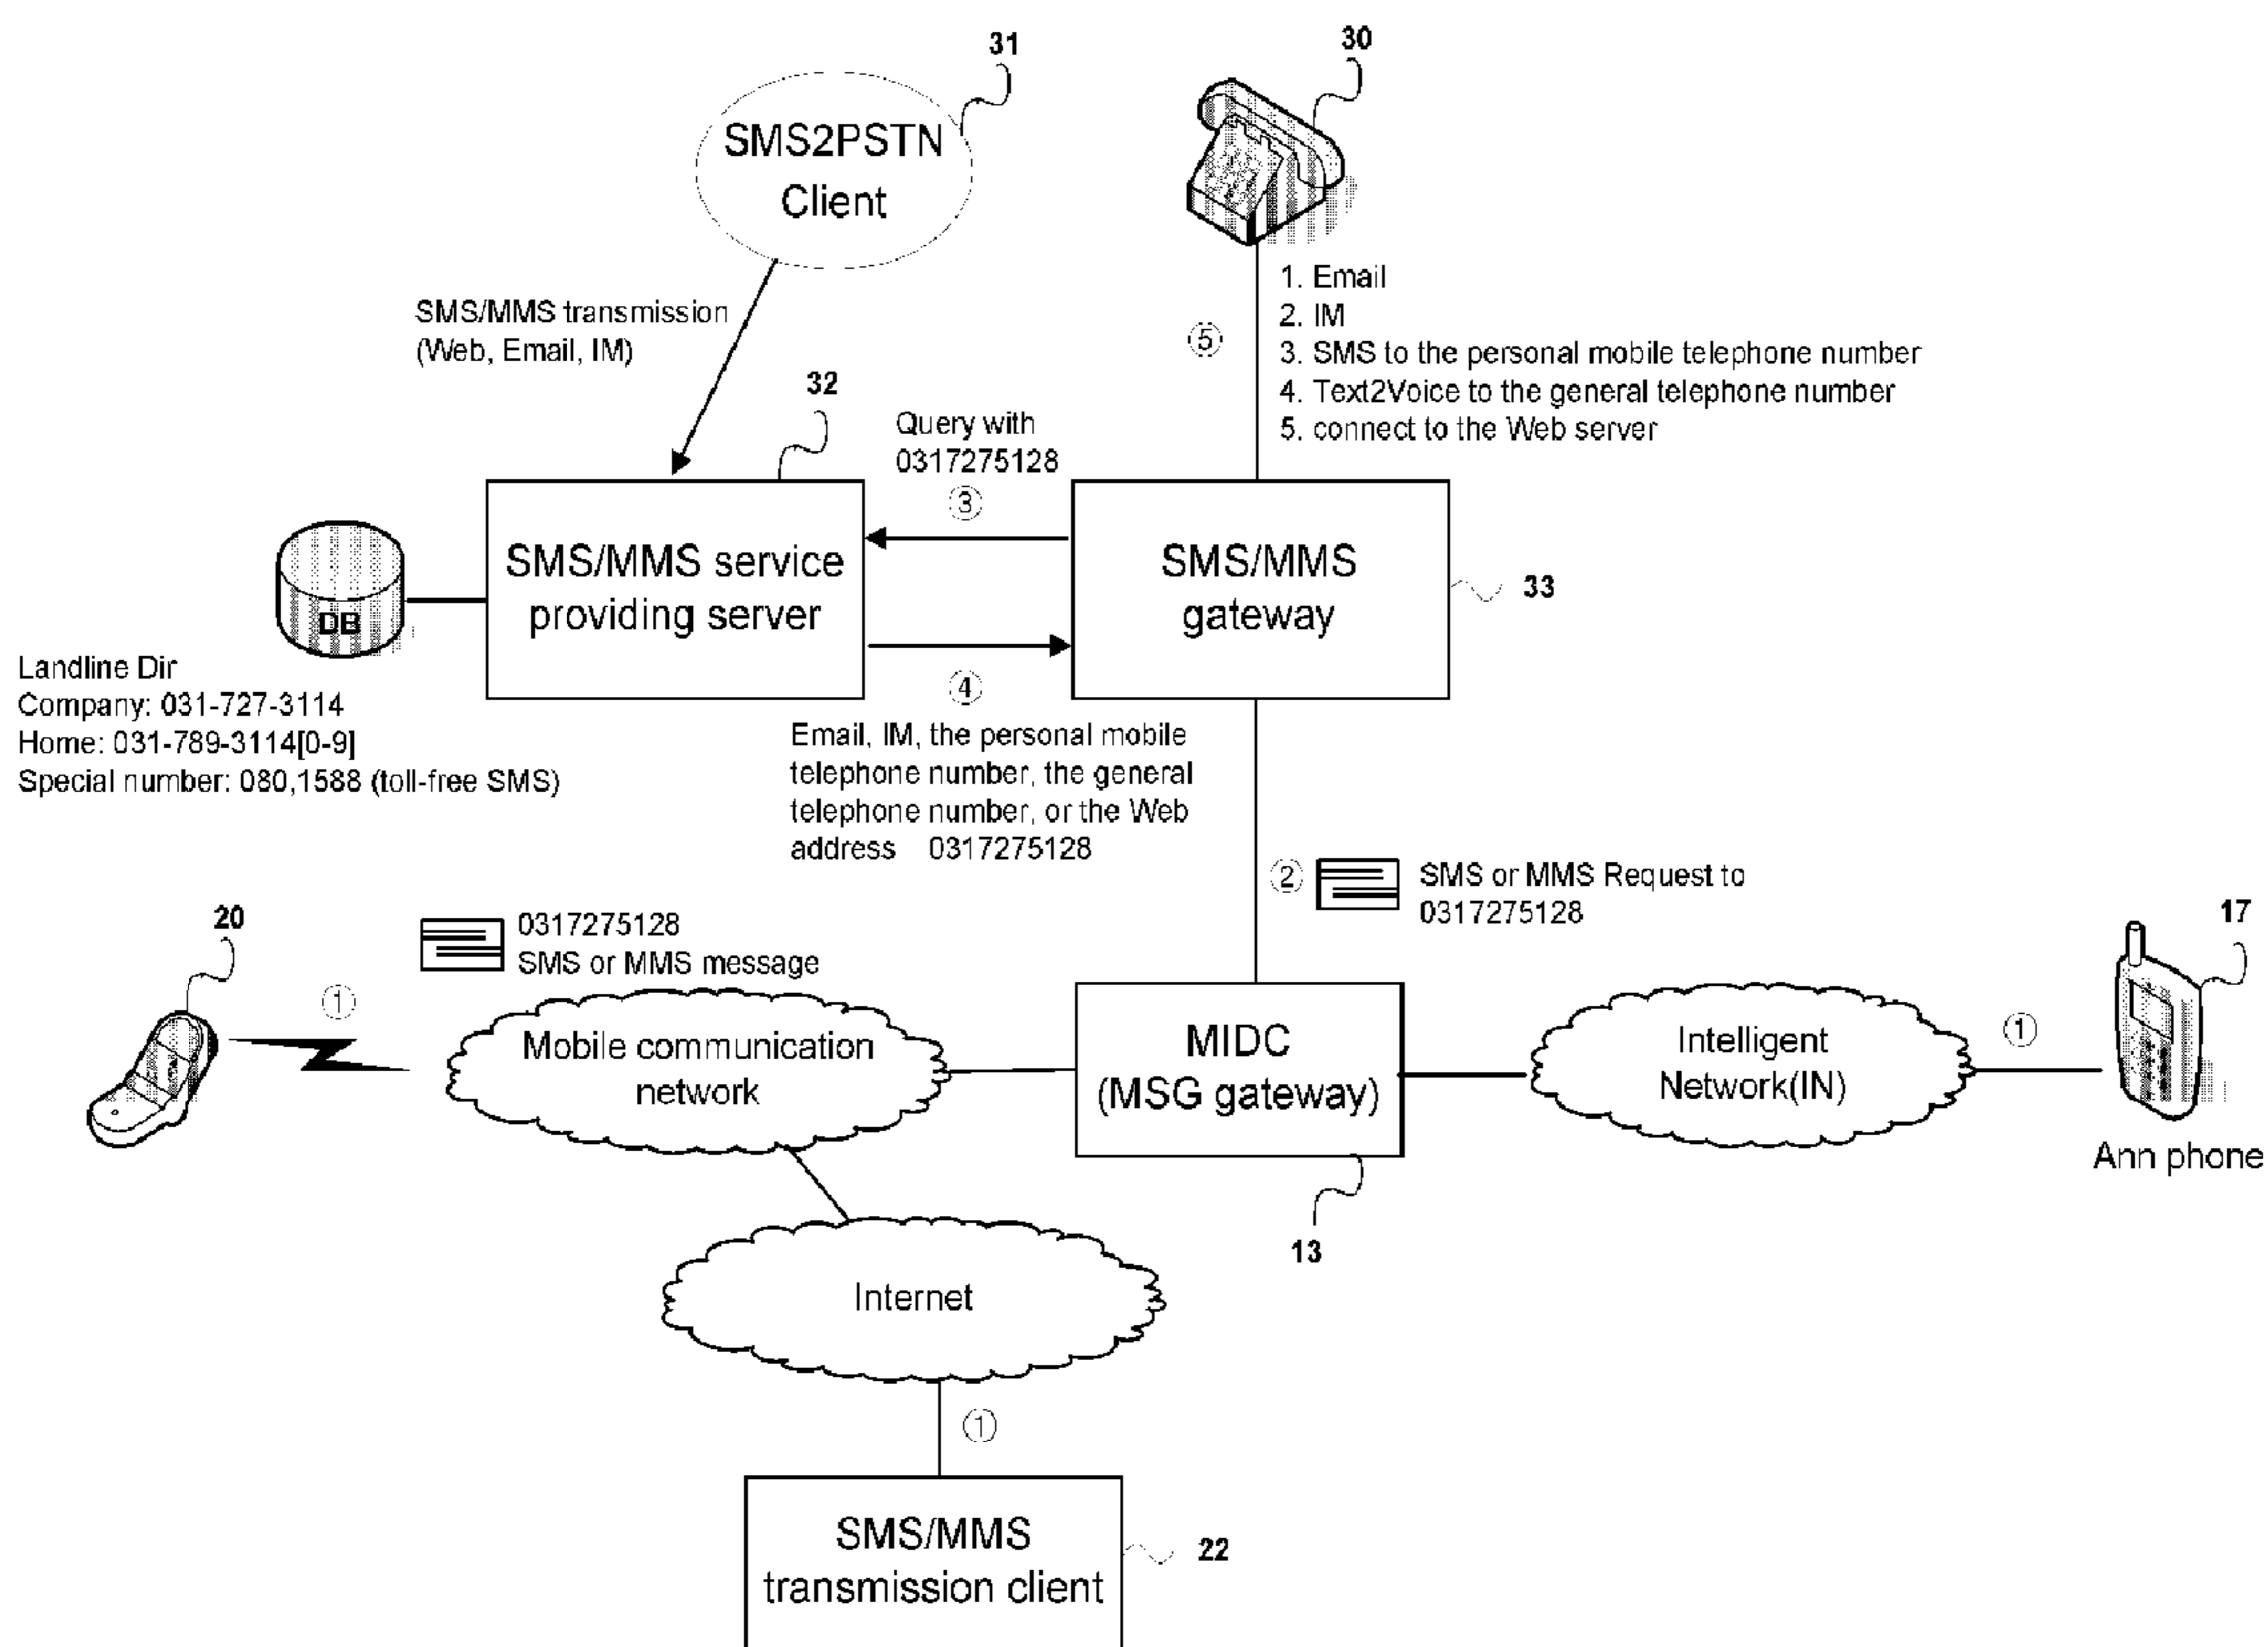 31
30
SMS2PSTN
Client
SMS/MMS transmission
(Web, Email, IM)
⑤
1. Email
2. IM
3. SMS to the personal mobile telephone number
4. Text2Voice to the general telephone number
5. connect to the Web server
32
Query with
0317275128
③
SMS/MMS service
providing server
SMS/MMS
gateway
33
DB
Landline Dir
Company: 031-727-3114
Home: 031-789-3114[0-9]
Special number: 080,1588 (toll-free SMS)
④
Email, IM, the personal mobile
telephone number, the general
telephone number, or the Web
address 0317275128
②
SMS or MMS Request to
0317275128
20
0317275128
SMS or MMS message
17
①
Mobile communication
network
MIDC
(MSG gateway)
Intelligent
Network(IN)
①
Ann phone
13
Internet
①
SMS/MMS
transmission client
22